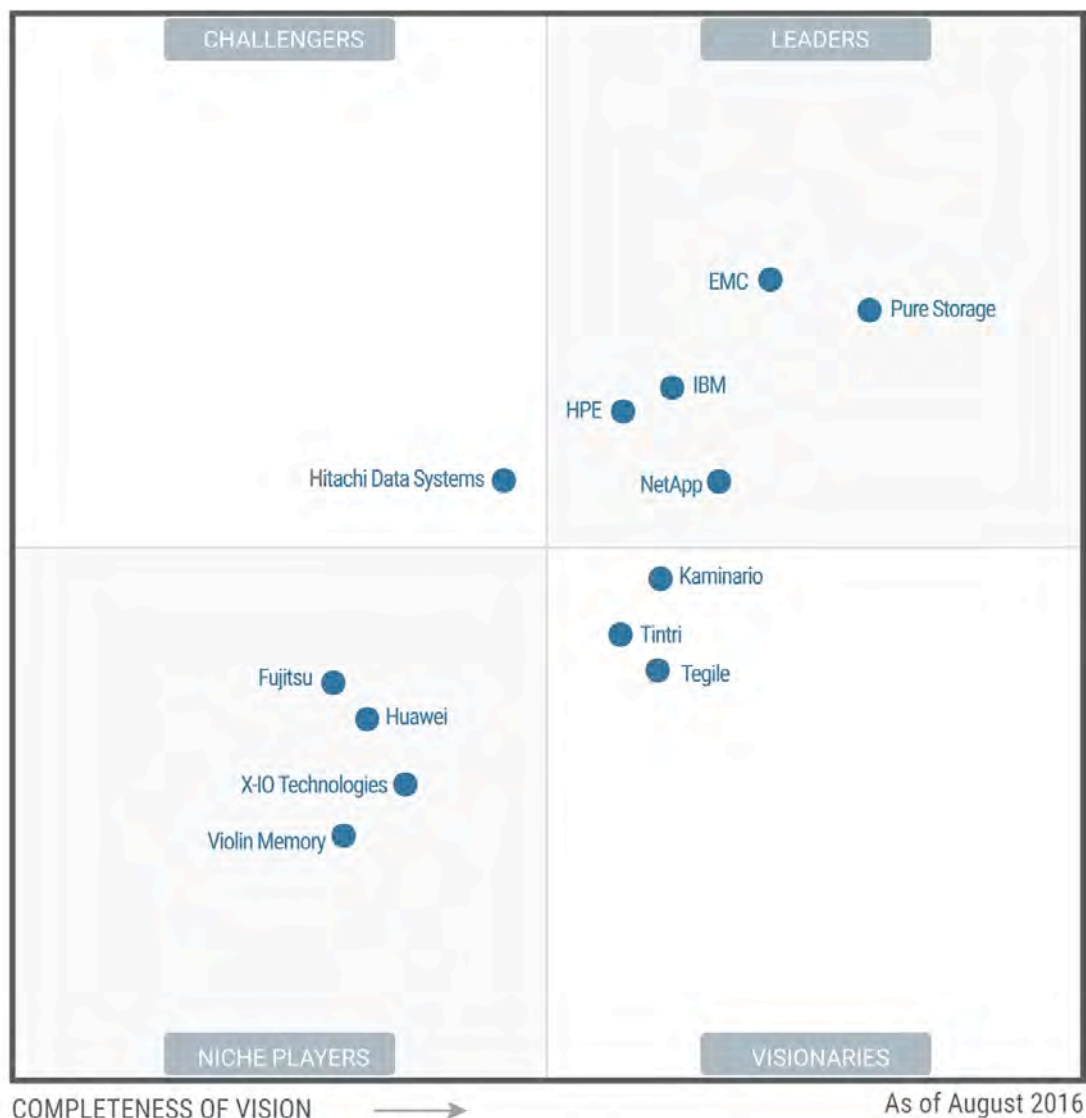 CHALLENGERS
LEADERS
EMC
Pure Storage
IBM
HPE
Hitachi Data Systems
NetApp
Kaminario
Tintri
Tegile
Fujitsu
Huawei
X-IO Technologies
Violin Memory
NICHE PLAYERS
VISIONARIES
COMPLETENESS OF VISION
As of August 2016